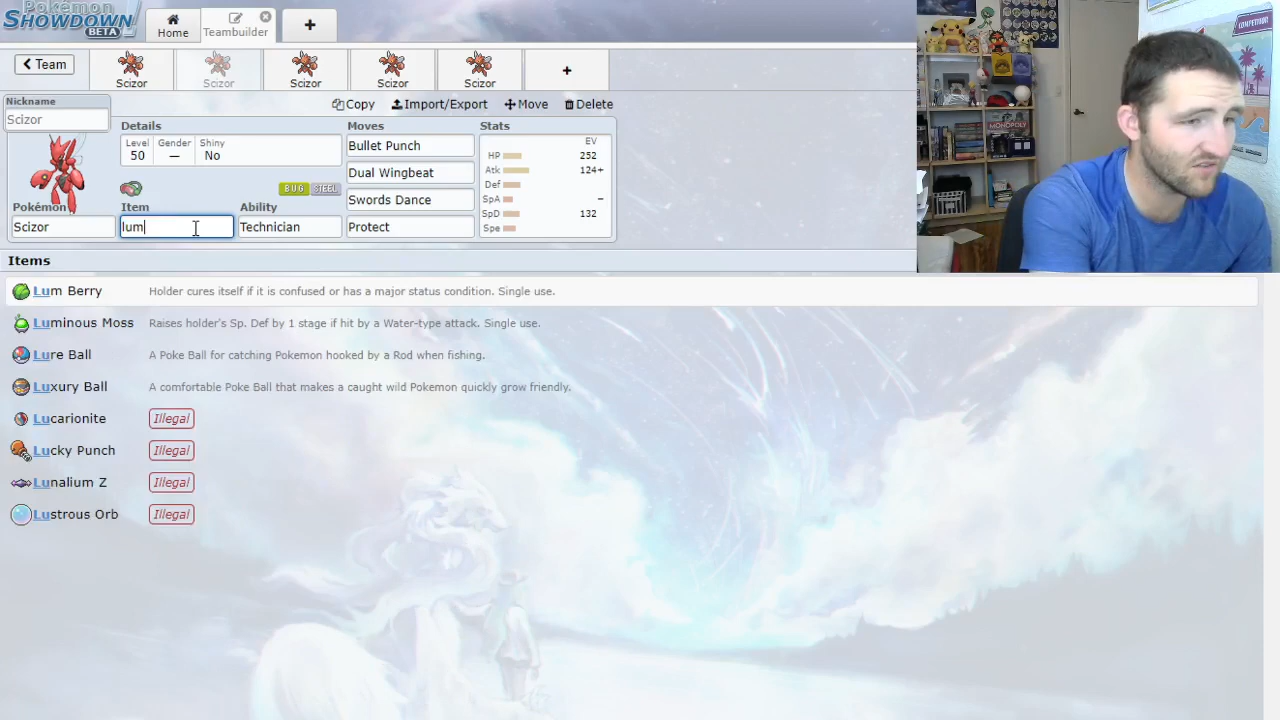 Pokémon
SHOWDOWN
BETA
Home
Teambuilder
+
Team
Scizor
Scizor
Scizor
Scizor
Scizor
+
Nickname
Scizor
Copy
Import/Export
Move
Delete
Details
Level
50
Gender
—
Shiny
No
BUG STEEL
Pokémon
Scizor
Item
lum
Ability
Technician
Moves
Bullet Punch
Dual Wingbeat
Swords Dance
Protect
Stats
EV
HP 252
Atk 124+
Def
SpA –
SpD 132
Spe
Items
Lum Berry Holder cures itself if it is confused or has a major status condition. Single use.
Luminous Moss Raises holder's Sp. Def by 1 stage if hit by a Water-type attack. Single use.
Lure Ball A Poke Ball for catching Pokemon hooked by a Rod when fishing.
Luxury Ball A comfortable Poke Ball that makes a caught wild Pokemon quickly grow friendly.
Lucarionite Illegal
Lucky Punch Illegal
Lunalium Z Illegal
Lustrous Orb Illegal
MONOPOLY
COMPETITOR